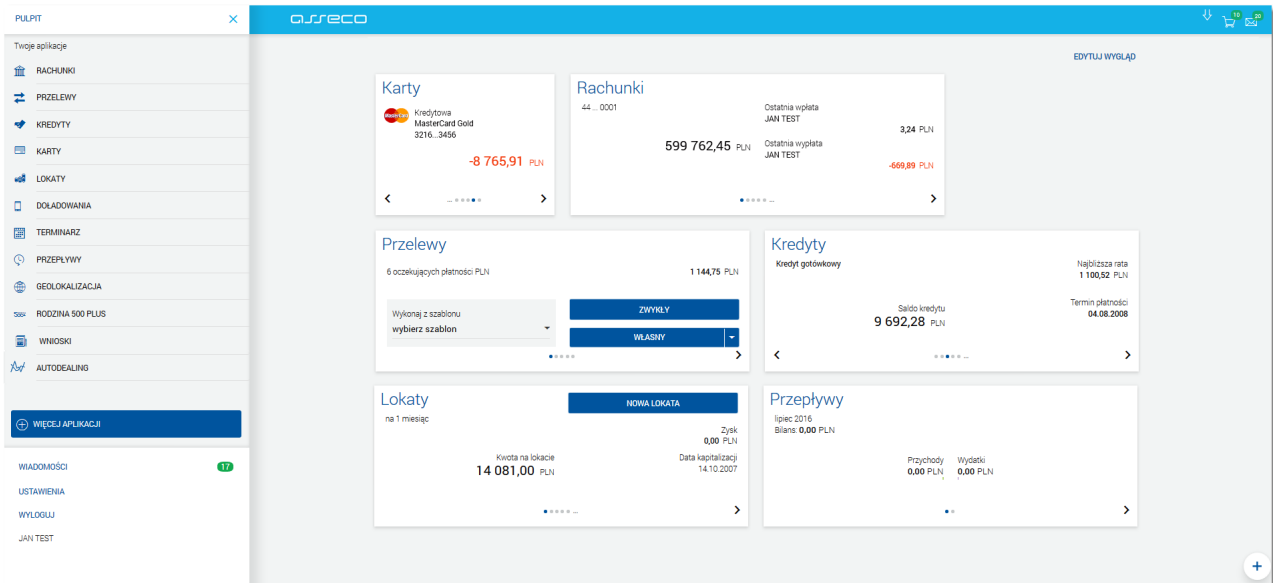 PULPIT
Twoje aplikacje
RACHUNKI
PRZELEWY
KREDYTY
KARTY
LOKATY
DOŁADOWANIA
TERMINARZ
PRZEPŁYWY
GEOLOKALIZACJA
RODZINA 500 PLUS
WNIOSKI
AUTODEALING
WIĘCEJ APLIKACJI
WIADOMOŚCI 17
USTAWIENIA
WYLOGUJ
JAN TEST
asseco
10
20
EDYTUJ WYGLĄD
Karty
MasterCard
Kredytowa
MasterCard Gold
3216...3456
-8 765,91 PLN
...
Rachunki
44 ... 0001
599 762,45 PLN
Ostatnia wpłata
JAN TEST
3,24 PLN
Ostatnia wypłata
JAN TEST
-669,89 PLN
...
Przelewy
6 oczekujących płatności PLN
1 144,75 PLN
Wykonaj z szablonu
wybierz szablon
ZWYKŁY
WŁASNY
Kredyty
Kredyt gotówkowy
Najbliższa rata
1 100,52 PLN
Saldo kredytu
9 692,28 PLN
Termin płatności
04.08.2008
...
Lokaty
NOWA LOKATA
na 1 miesiąc
Zysk
0,00 PLN
Kwota na lokacie
14 081,00 PLN
Data kapitalizacji
14.10.2007
...
Przepływy
lipiec 2016
Bilans: 0,00 PLN
Przychody
0,00 PLN
Wydatki
0,00 PLN